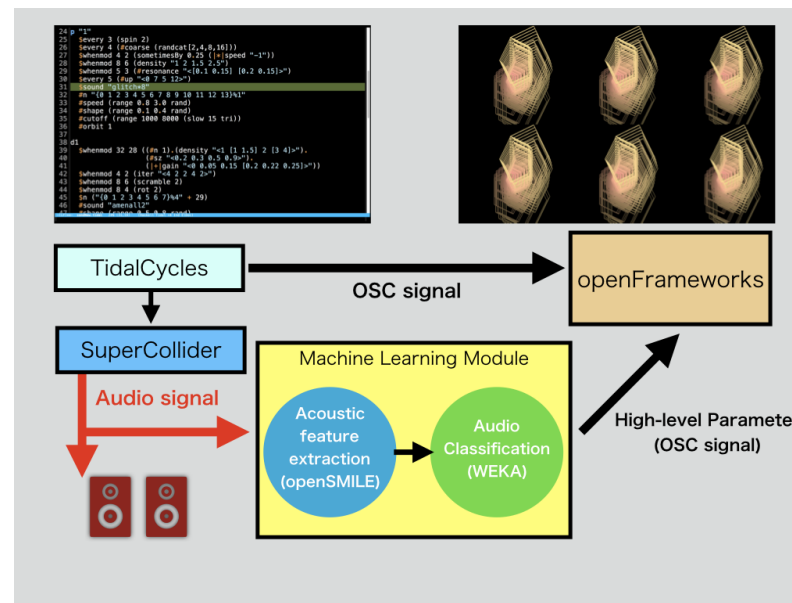 24 p "1"
25 $every 3 (spin 2)
26 $every 4 (#coarse (randcat[2,4,8,16]))
27 $whenmod 4 2 (sometimesBy 0.25 (|*|speed "-1"))
28 $whenmod 8 6 (density "1 2 1.5 2.5")
29 $whenmod 5 3 (#resonance "<[0.1 0.15] [0.2 0.15]>")
30 $every 5 (#up "<0 7 5 12>")
31 $sound "glitch*8"
32 #n "{0 1 2 3 4 5 6 7 8 9 10 11 12 13}%1"
33 #speed (range 0.8 3.0 rand)
34 #shape (range 0.1 0.4 rand)
35 #cutoff (range 1000 8000 (slow 15 tri))
36 #orbit 1
37
38 d1
39 $whenmod 32 28 ((#n 1).(density "<1 [1 1.5] 2 [3 4]>").
40 (#sz "<0.2 0.3 0.5 0.9>").
41 (|+|gain "<0 0.05 0.15 [0.2 0.22 0.25]>"))
42 $whenmod 4 2 (iter "<4 2 2 4 2>")
43 $whenmod 8 6 (scramble 2)
44 $whenmod 8 4 (rot 2)
45 $n ("{0 1 2 3 4 5 6 7}%4" + 29)
46 #sound "amenall2"
TidalCycles
OSC signal
openFrameworks
SuperCollider
Audio signal
Machine Learning Module
Acoustic
feature
extraction
(openSMILE)
Audio
Classification
(WEKA)
High-level Paramete
(OSC signal)